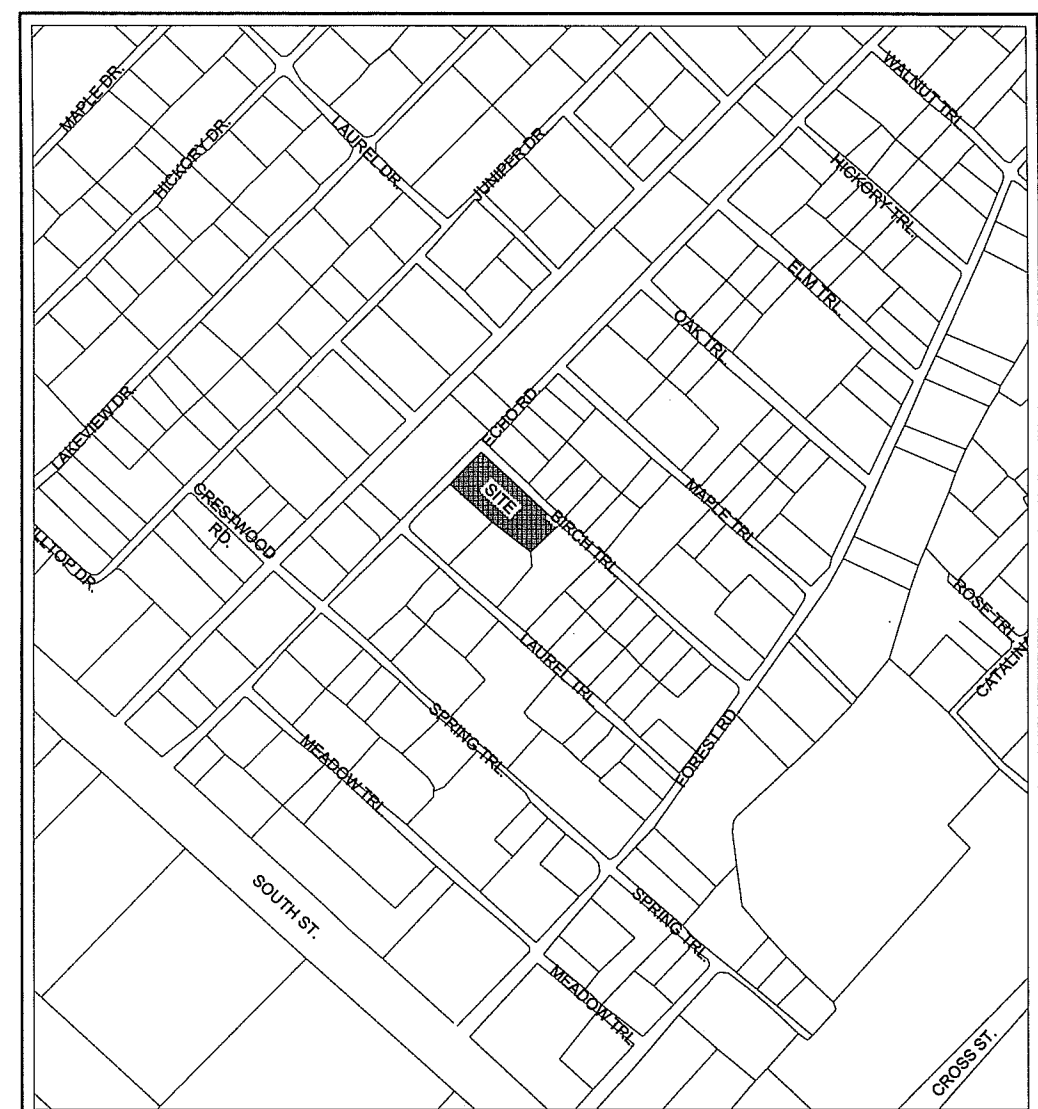 MAPLE DR.
HICKORY DR.
LAUREL DR.
JUNIPER DR.
WALNUT TRL.
HICKORY TRL.
ELM TRL.
OAK TRL.
LAKEVIEW DR.
ECHO RD.
SITE
BIRCH TRL.
MAPLE TRL.
CRESTWOOD
RD.
HILLTOP DR.
ROSE TRL.
CATALINA
LAUREL TRL.
SPRING TRL.
FOREST RD.
MEADOW TRL.
SOUTH ST.
SPRING TRL.
MEADOW TRL.
CROSS ST.